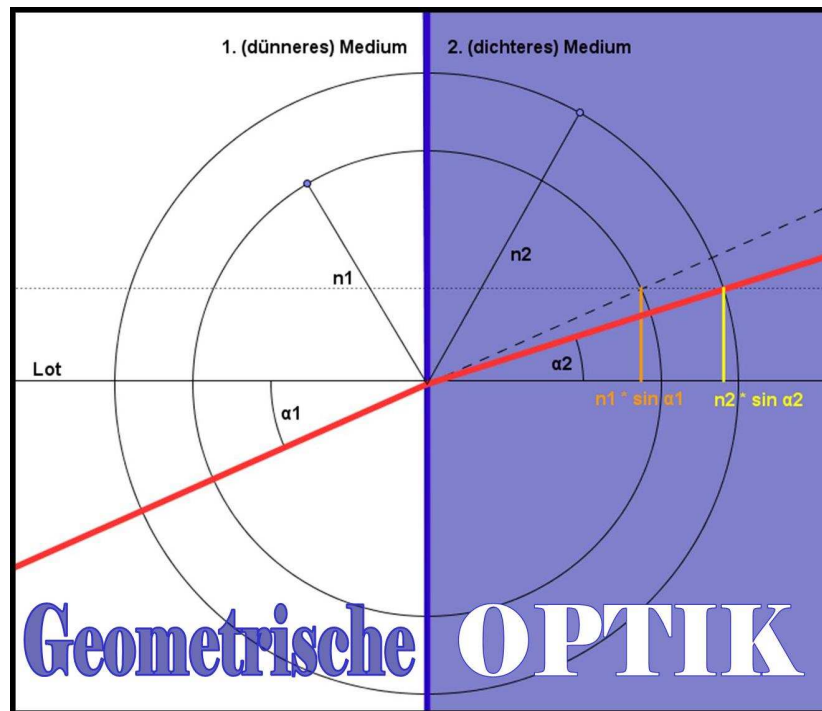 1. (dünneres) Medium
2. (dichteres) Medium
n1
n2
Lot
α1
α2
n1 * sin α1
n2 * sin α2
Geometrische OPTIK